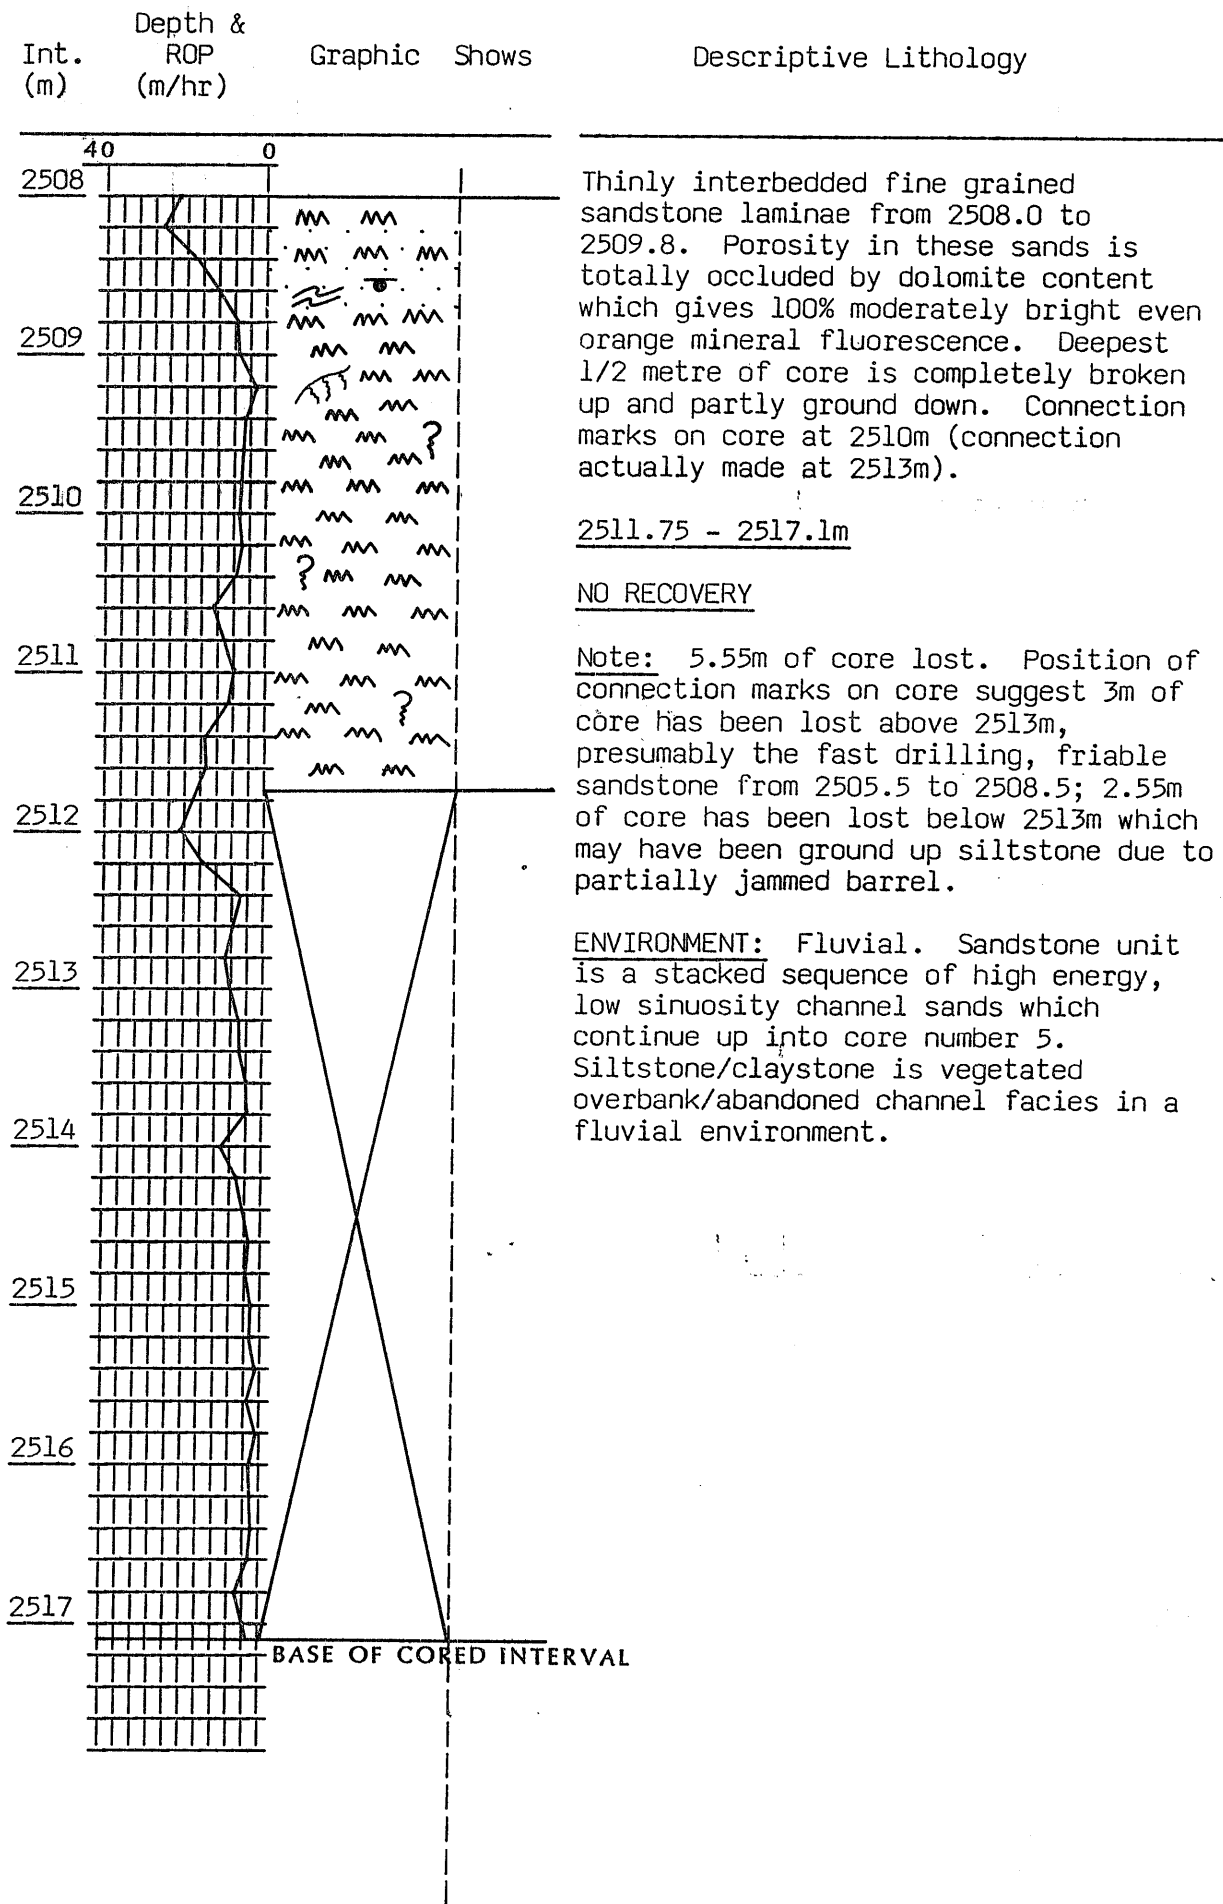 Int.
(m)
Depth &
ROP
(m/hr)
Graphic
Shows
Descriptive Lithology
40
0
2508
2509
2510
2511
2512
2513
2514
2515
2516
2517
BASE OF CORED INTERVAL
Thinly interbedded fine grained
sandstone laminae from 2508.0 to
2509.8. Porosity in these sands is
totally occluded by dolomite content
which gives 100% moderately bright even
orange mineral fluorescence. Deepest
1/2 metre of core is completely broken
up and partly ground down. Connection
marks on core at 2510m (connection
actually made at 2513m).
2511.75 - 2517.1m
NO RECOVERY
Note: 5.55m of core lost. Position of
connection marks on core suggest 3m of
core has been lost above 2513m,
presumably the fast drilling, friable
sandstone from 2505.5 to 2508.5; 2.55m
of core has been lost below 2513m which
may have been ground up siltstone due to
partially jammed barrel.
ENVIRONMENT: Fluvial. Sandstone unit
is a stacked sequence of high energy,
low sinuosity channel sands which
continue up into core number 5.
Siltstone/claystone is vegetated
overbank/abandoned channel facies in a
fluvial environment.